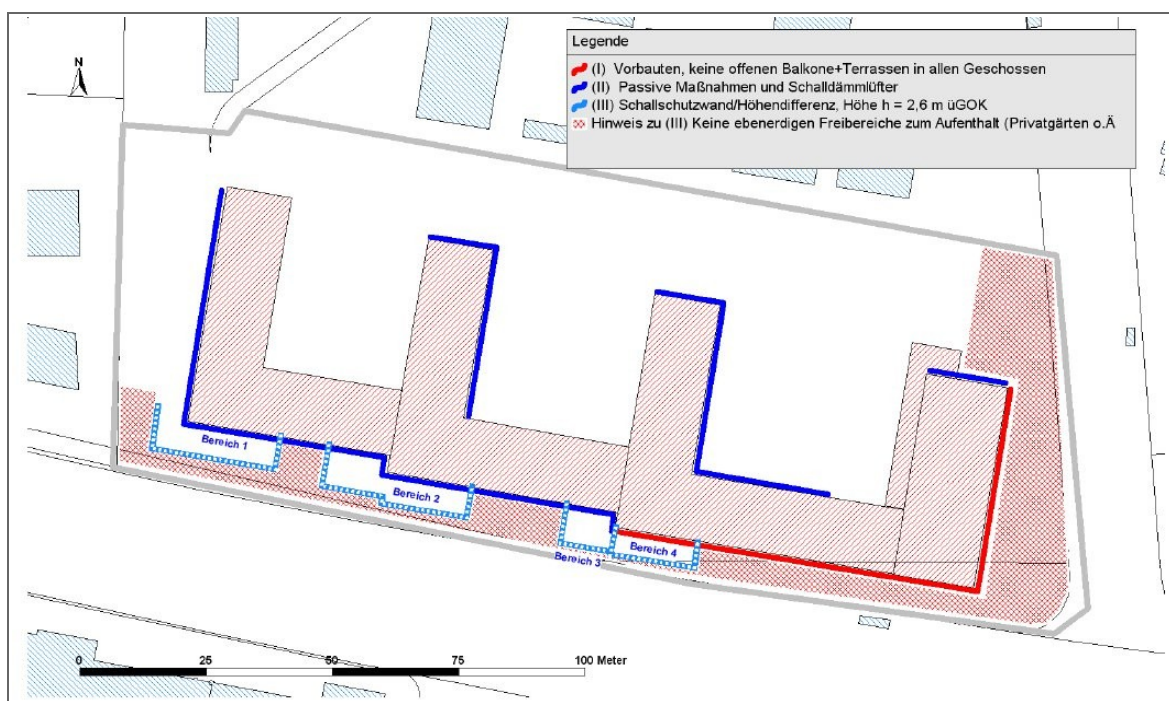 Legende
(I) Vorbauten, keine offenen Balkone+Terrassen in allen Geschossen
(II) Passive Maßnahmen und Schalldämmlüfter
(III) Schallschutzwand/Höhendifferenz, Höhe h = 2,6 m üGOK
Hinweis zu (III) Keine ebenerdigen Freibereiche zum Aufenthalt (Privatgärten o.Ä
N
Bereich 1
Bereich 2
Bereich 4
Bereich 3
0 25 50 75 100 Meter